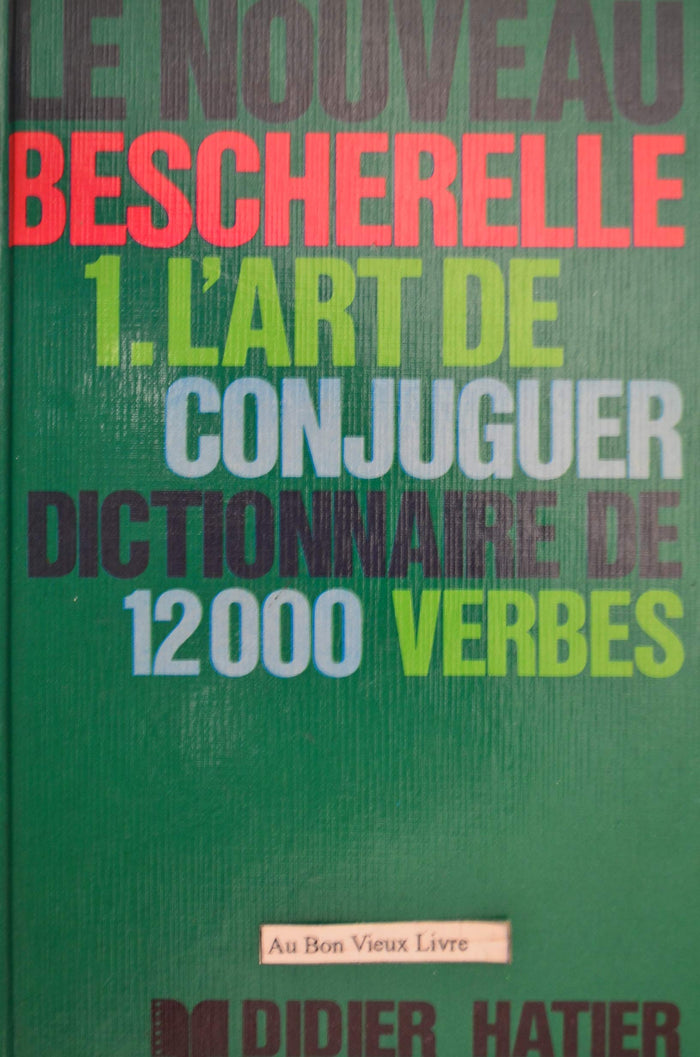 LE NOUVEAU
BESCHERELLE
1. L'ART DE
CONJUGUER
DICTIONNAIRE DE
12000 VERBES
Au Bon Vieux Livre
DIDIER HATIER